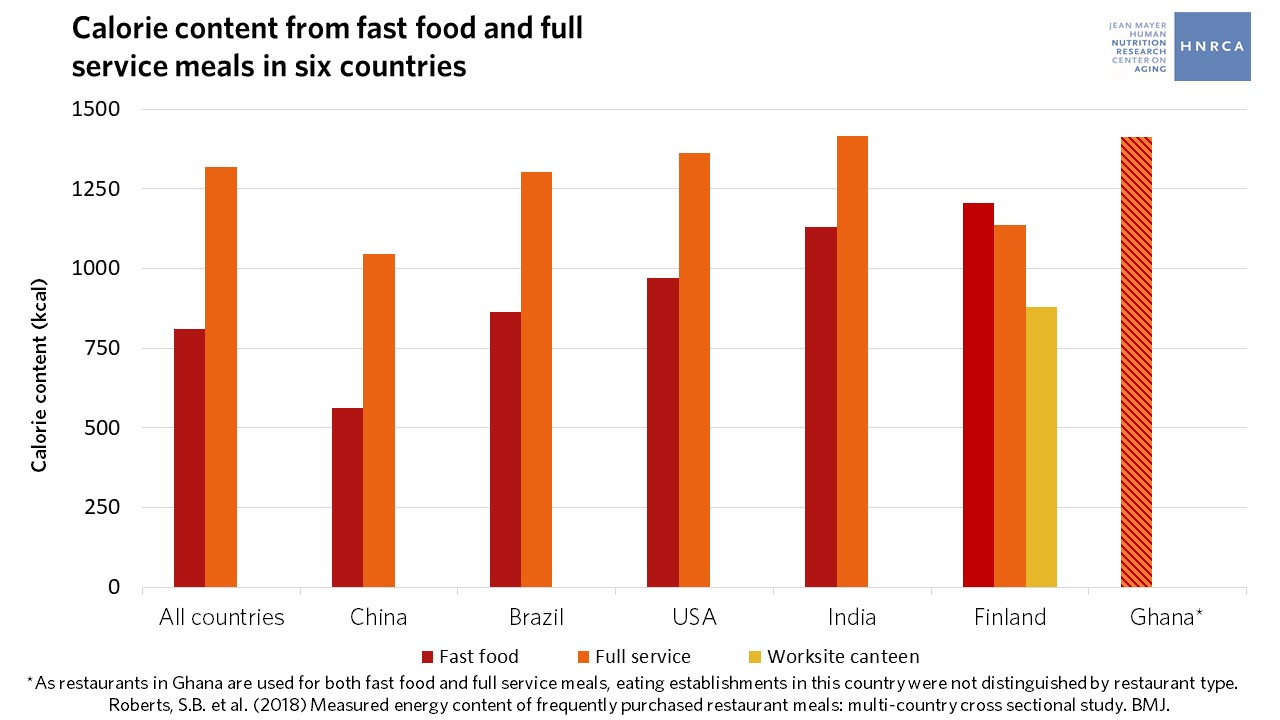 Calorie content from fast food and full
service meals in six countries
JEAN MAYER
HUMAN
NUTRITION
RESEARCH
CENTER ON
AGING
HNRCA
Calorie content (kcal)
1500
1250
1000
750
500
250
0
All countries China Brazil USA India Finland Ghana*
Fast food Full service Worksite canteen
*As restaurants in Ghana are used for both fast food and full service meals, eating establishments in this country were not distinguished by restaurant type.
Roberts, S.B. et al. (2018) Measured energy content of frequently purchased restaurant meals: multi-country cross sectional study. BMJ.